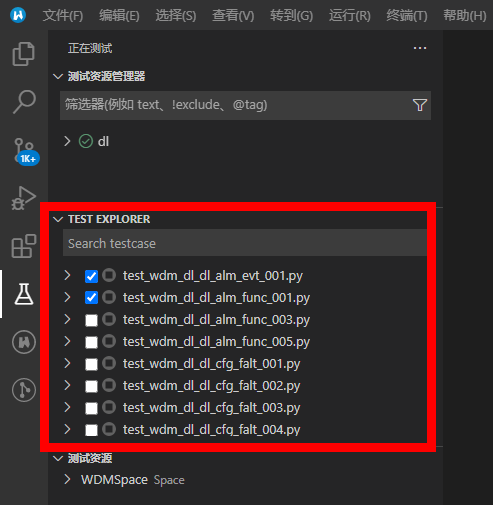 文件(F) 编辑(E) 选择(S) 查看(V) 转到(G) 运行(R) 终端(T) 帮助(H)
正在测试
测试资源管理器
筛选器(例如 text、!exclude、@tag)
dl
1K+
TEST EXPLORER
Search testcase
test_wdm_dl_dl_alm_evt_001.py
test_wdm_dl_dl_alm_func_001.py
test_wdm_dl_dl_alm_func_003.py
test_wdm_dl_dl_alm_func_005.py
test_wdm_dl_dl_cfg_falt_001.py
test_wdm_dl_dl_cfg_falt_002.py
test_wdm_dl_dl_cfg_falt_003.py
test_wdm_dl_dl_cfg_falt_004.py
测试资源
WDMSpace Space